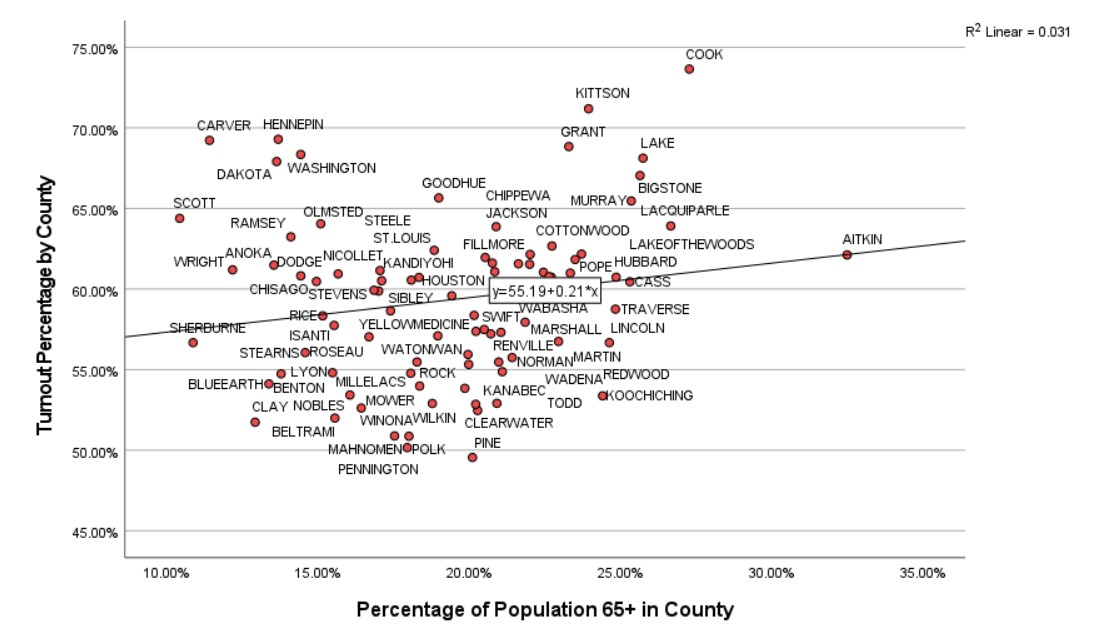 R2 Linear = 0.031
75.00%
70.00%
65.00%
60.00%
55.00%
50.00%
45.00%
Turnout Percentage by County
COOK
KITTSON
CARVER HENNEPIN
GRANT
LAKE
DAKOTA WASHINGTON
GOODHUE
BIGSTONE
CHIPPEWA
MURRAY
SCOTT
OLMSTED
JACKSON
LACQUIPARLE
RAMSEY
STEELE
COTTONWOOD
ST.LOUIS
FILLMORE
LAKEOFTHEWOODS
AITKIN
WRIGHT ANOKA DODGE NICOLLET KANDIYOHI
POPE HUBBARD
HOUSTON
CASS
CHISAGO STEVENS SIBLEY
y=55.19+0.21*x
RICE
SWIFT WABASHA TRAVERSE
SHERBURNE
ISANTI YELLOWMEDICINE
MARSHALL LINCOLN
STEARNS ROSEAU WATONWAN
RENVILLE
NORMAN MARTIN
LYON ROCK
WADENA REDWOOD
BLUEEARTH BENTON MILLELACS
KANABEC
KOOCHICHING
CLAY NOBLES MOWER
TODD
WINONA WILKIN
CLEARWATER
BELTRAMI
MAHNOMEN POLK
PINE
PENNINGTON
10.00% 15.00% 20.00% 25.00% 30.00% 35.00%
Percentage of Population 65+ in County